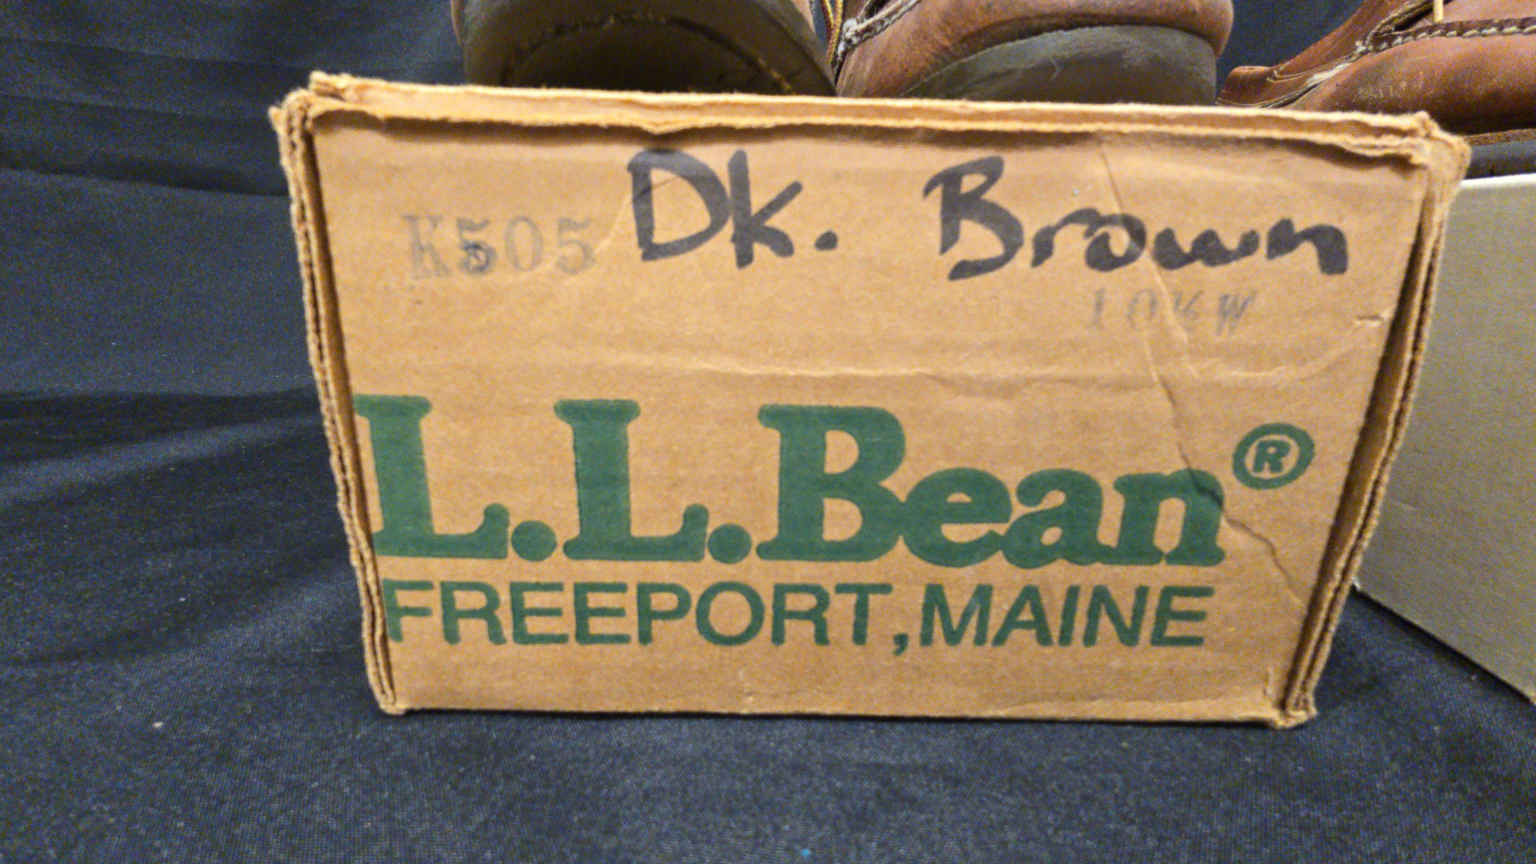 Dk. Brown
K505
10½W
L.L.Bean®
FREEPORT, MAINE